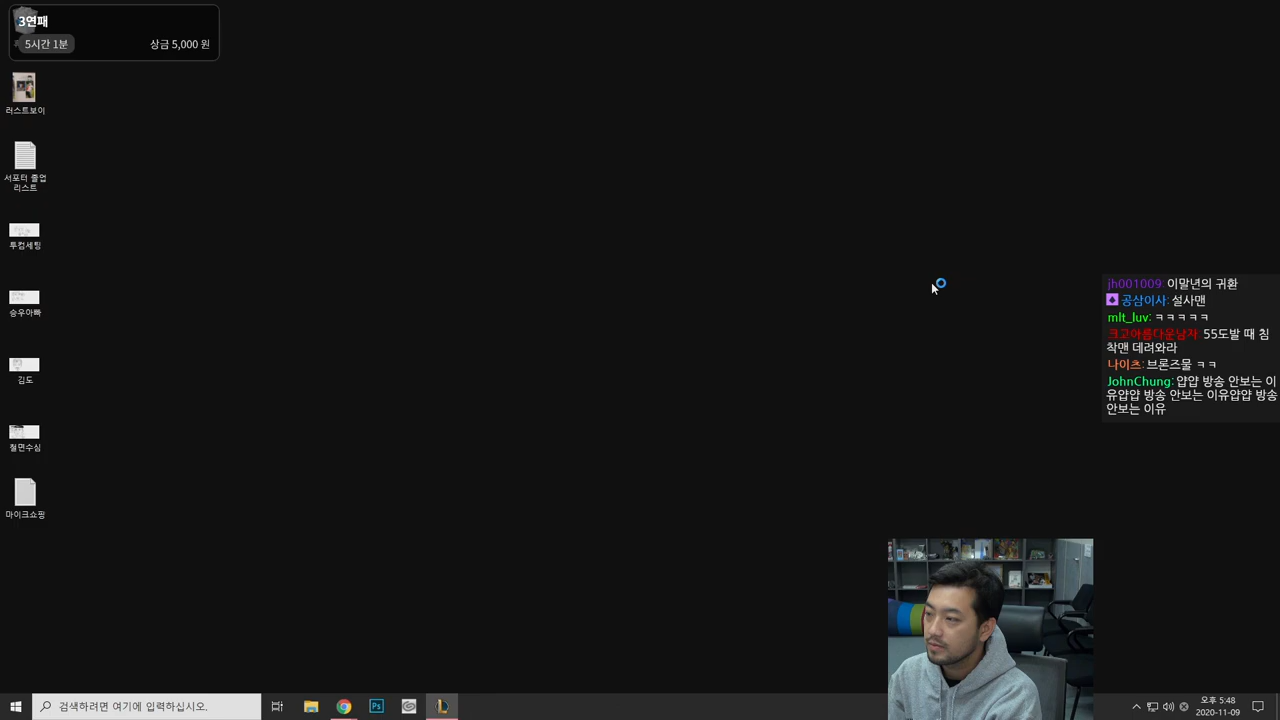 3연패
5시간 1분
상금 5,000 원
러스트보이
서포터 졸업
리스트
투컴세팅
승우아빠
김도
철면수심
마이크쇼핑
jh001009: 이말년의 귀환
공삼이사: 설사맨
mlt_luv: ㅋㅋㅋㅋㅋ
크고아름다운남자: 55도발 때 침
착맨 데려와라
나이츠: 브론즈물 ㅋㅋ
JohnChung: 얍얍 방송 안보는 이
유얍얍 방송 안보는 이유얍얍 방송
안보는 이유
검색하려면 여기에 입력하십시오.
Ps
오후 5:48
2020-11-09